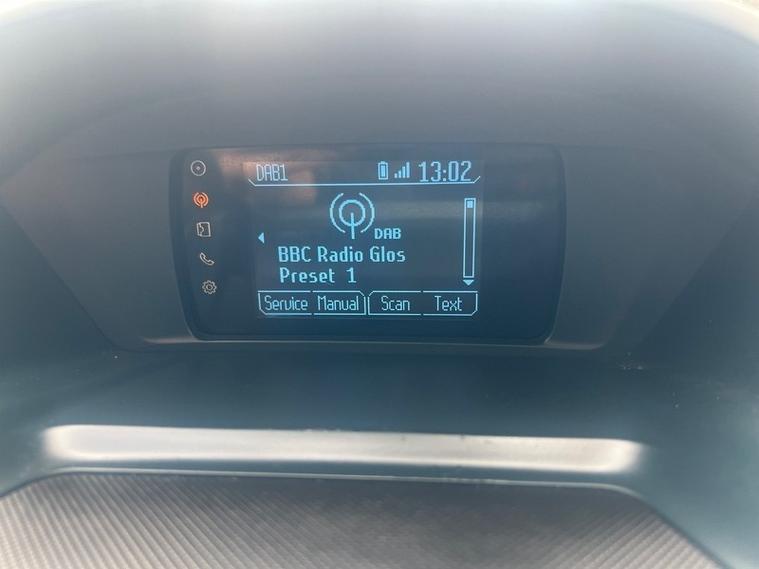 DAB1 13:02
DAB
BBC Radio Glos
Preset 1
Service Manual Scan Text